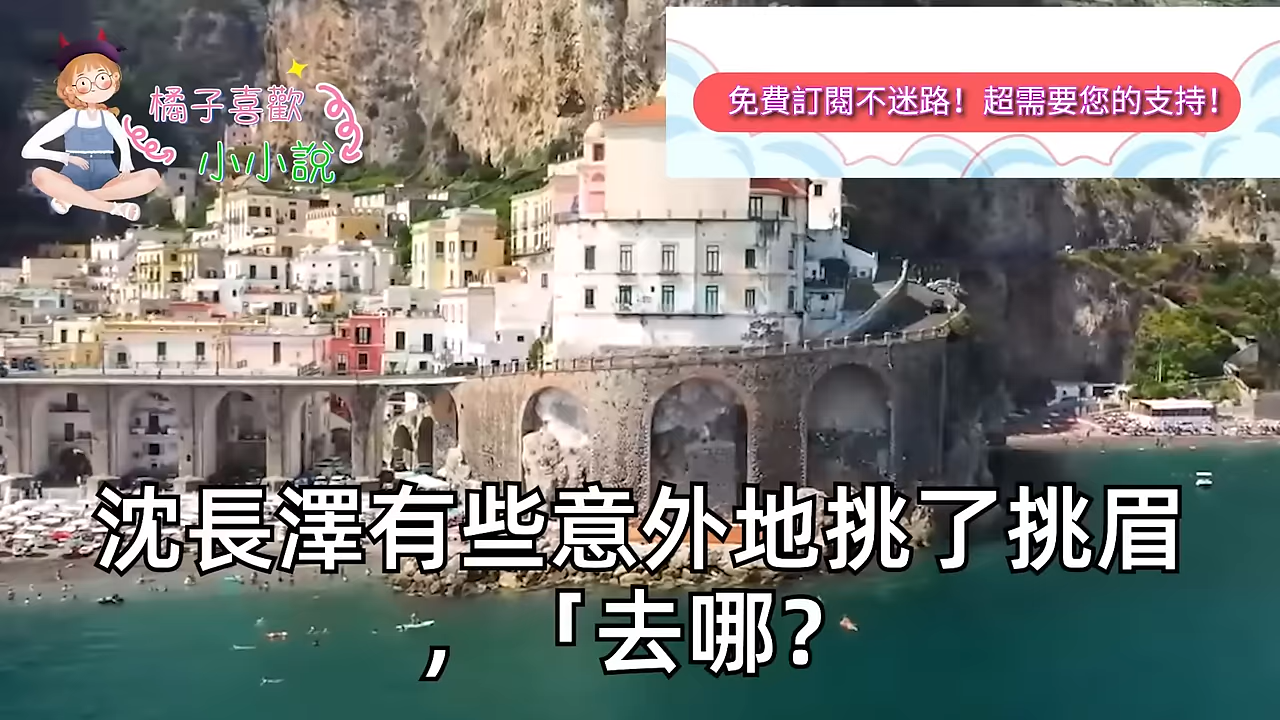 橘子喜歡
小小說
免費訂閱不迷路！超需要您的支持！
沈長澤有些意外地挑了挑眉
，「去哪？